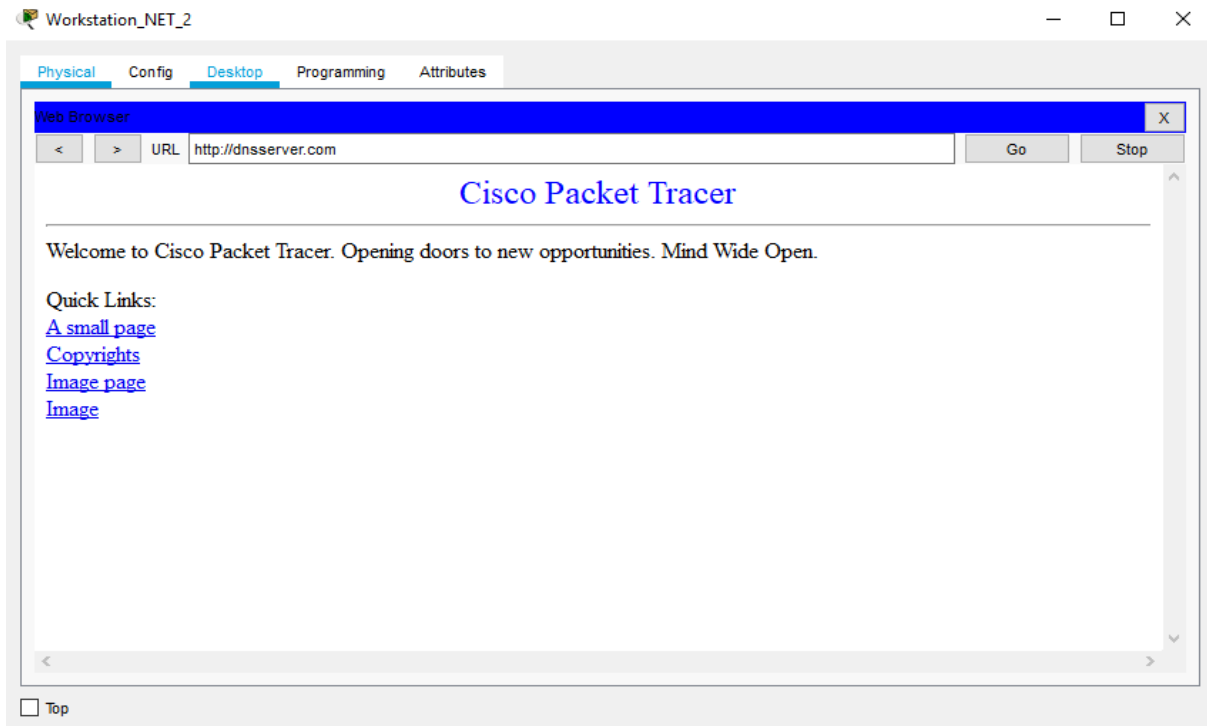 Workstation_NET_2
Physical Config Desktop Programming Attributes
Web Browser X
< > URL http://dnsserver.com Go Stop
Cisco Packet Tracer
Welcome to Cisco Packet Tracer. Opening doors to new opportunities. Mind Wide Open.
Quick Links:
A small page
Copyrights
Image page
Image
Top